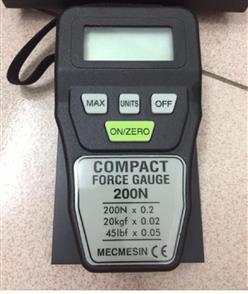 MAX UNITS OFF
ON/ZERO
COMPACT
FORCE GAUGE
200N
200N x 0.2
20kgf x 0.02
45lbf x 0.05
MECMESIN CE